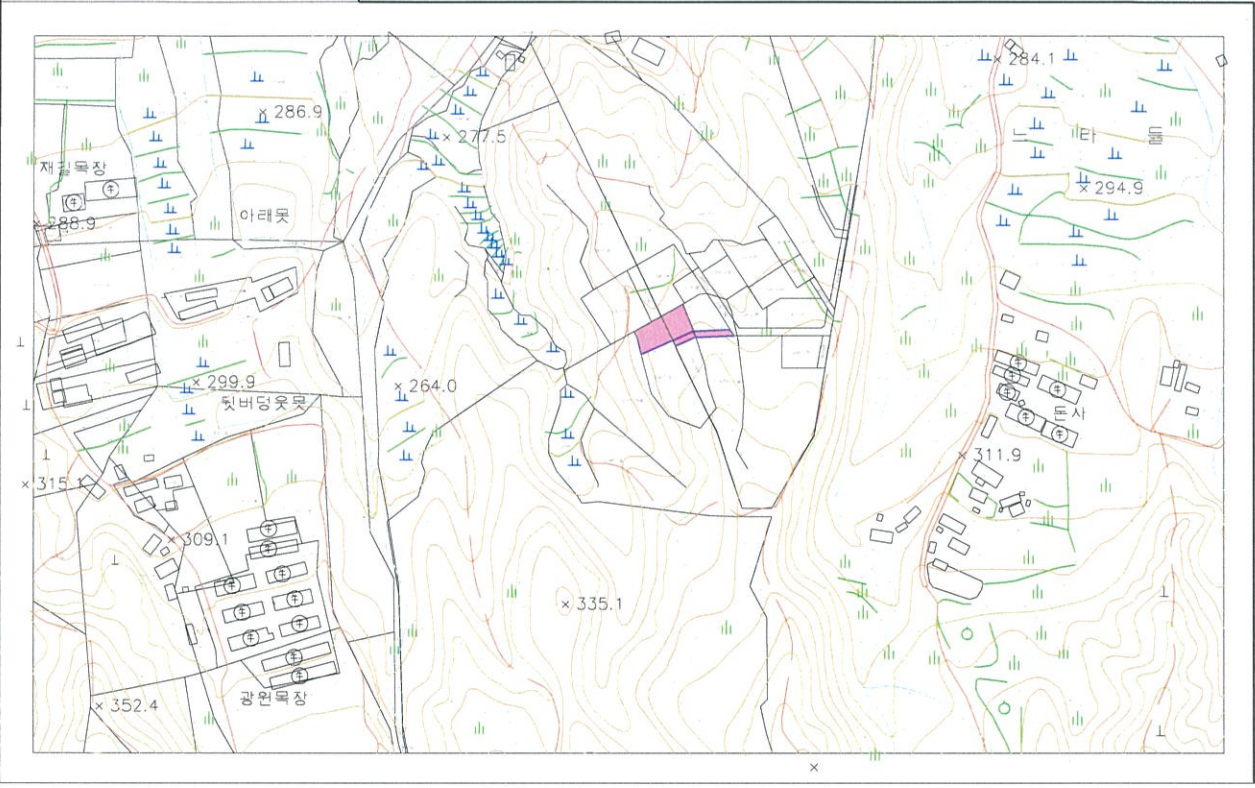 × 284.1
× 286.9
× 277.5
느 타 들
재길목장
× 294.9
아래못
× 288.9
× 299.9
× 264.0
뒷버덩웃못
돈사
× 311.9
× 315.1
× 309.1
× 335.1
광원목장
× 352.4